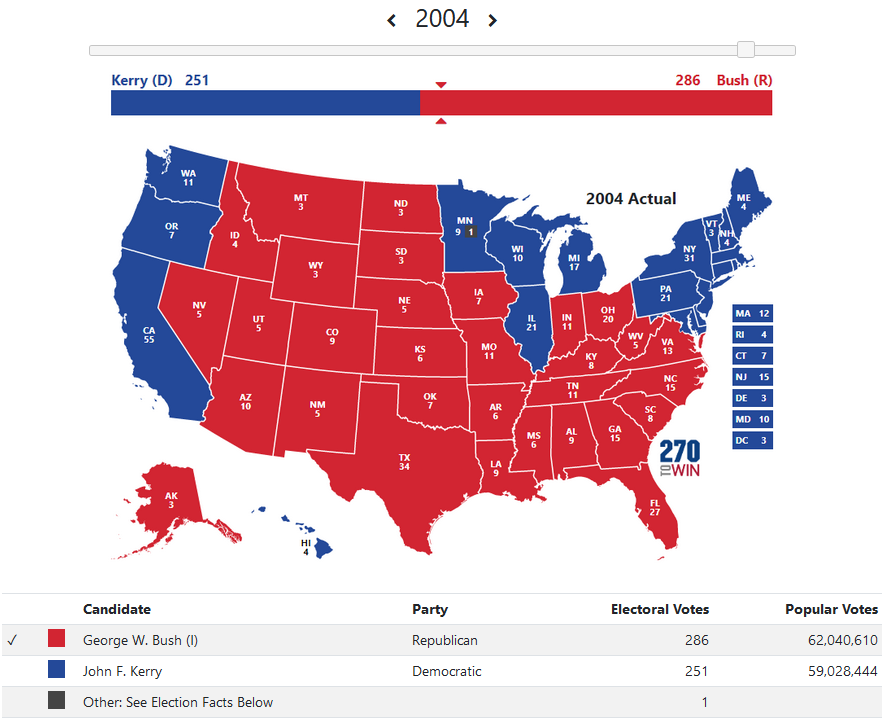 2004
Kerry (D) 251
286 Bush (R)
2004 Actual
WA
11
OR
7
CA
55
ID
4
NV
5
MT
3
WY
3
UT
5
AZ
10
CO
9
NM
5
ND
3
SD
3
NE
5
KS
6
OK
7
TX
34
MN
9 1
IA
7
MO
11
AR
6
LA
9
WI
10
IL
21
MI
17
IN
11
OH
20
KY
8
TN
11
MS
6
AL
9
GA
15
FL
27
SC
8
NC
15
VA
13
WV
5
PA
21
NY
31
VT
3
NH
4
ME
4
MA 12
RI 4
CT 7
NJ 15
DE 3
MD 10
DC 3
AK
3
HI
4
270
TOWIN
Candidate Party Electoral Votes Popular Votes
✓ George W. Bush (I) Republican 286 62,040,610
John F. Kerry Democratic 251 59,028,444
Other: See Election Facts Below 1